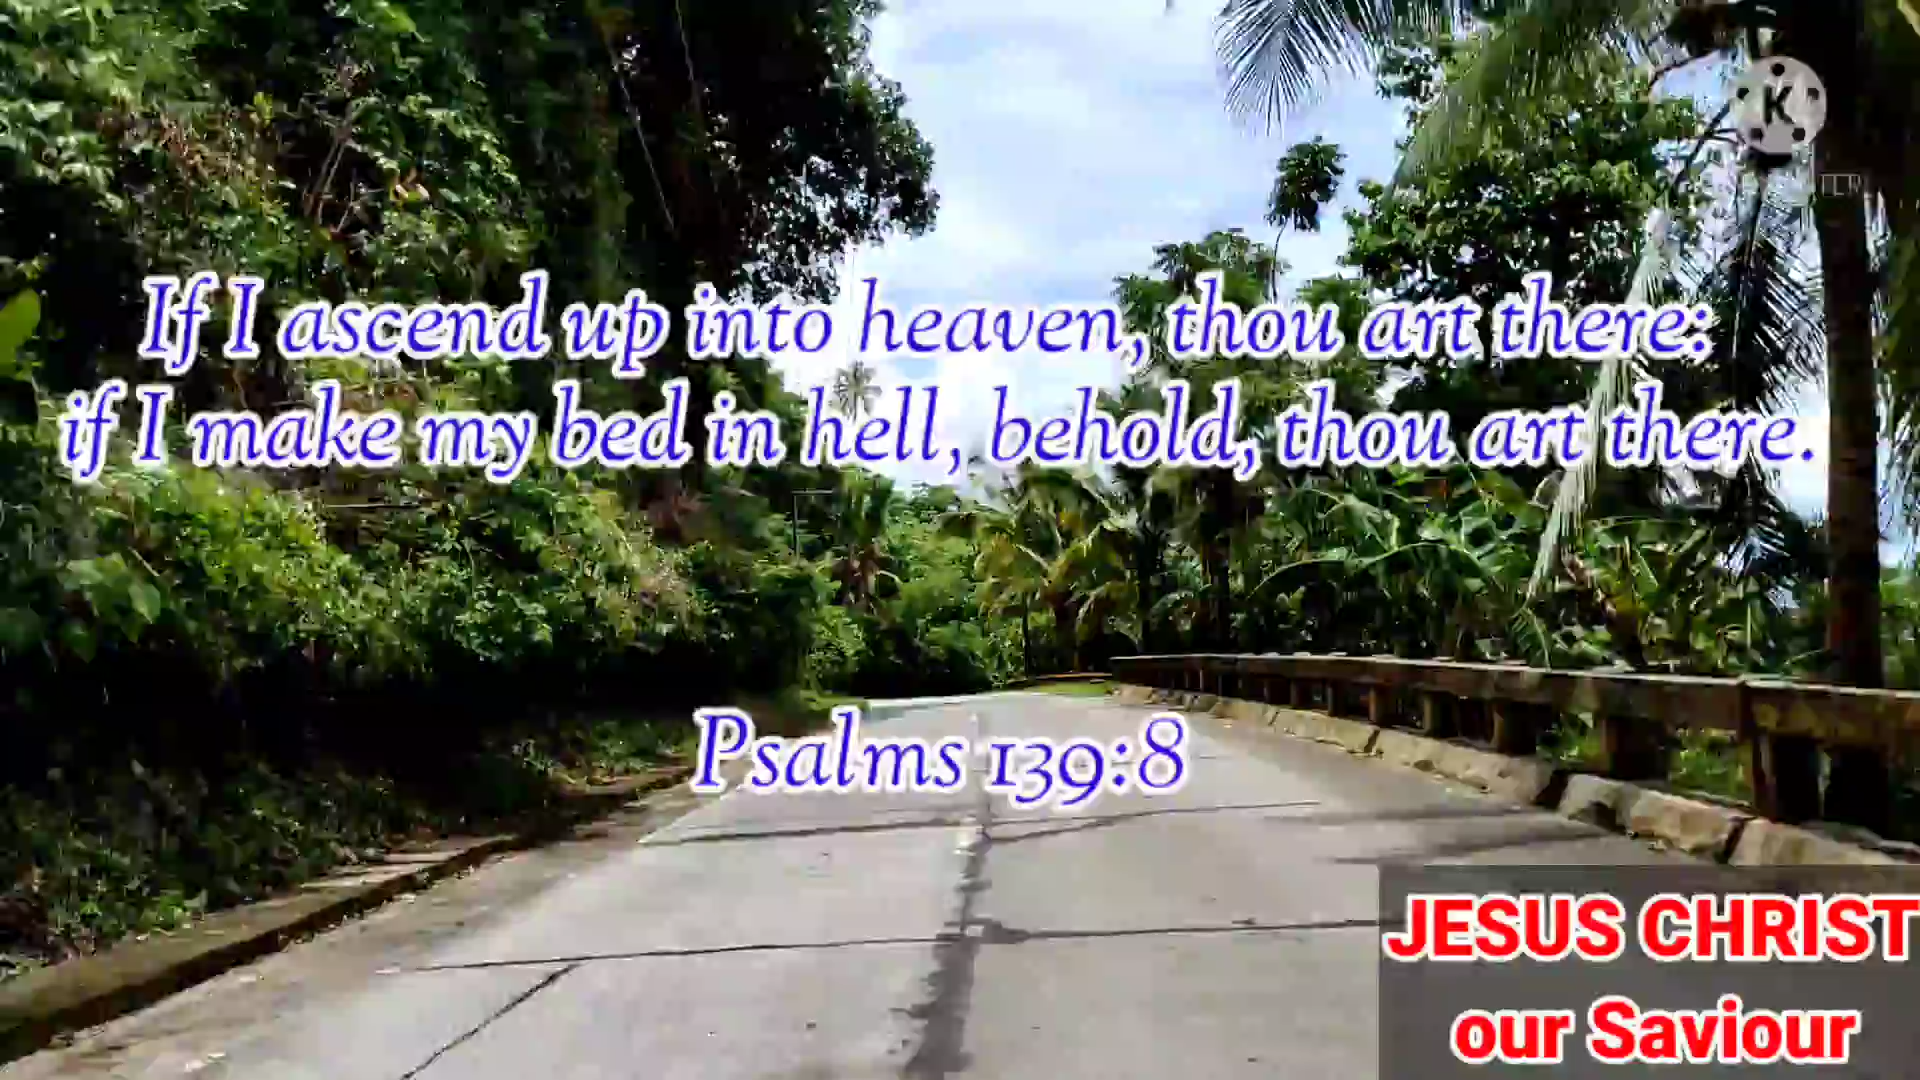 K
If I ascend up into heaven, thou art there:
if I make my bed in hell, behold, thou art there.
Psalms 139:8
JESUS CHRIST
our Saviour